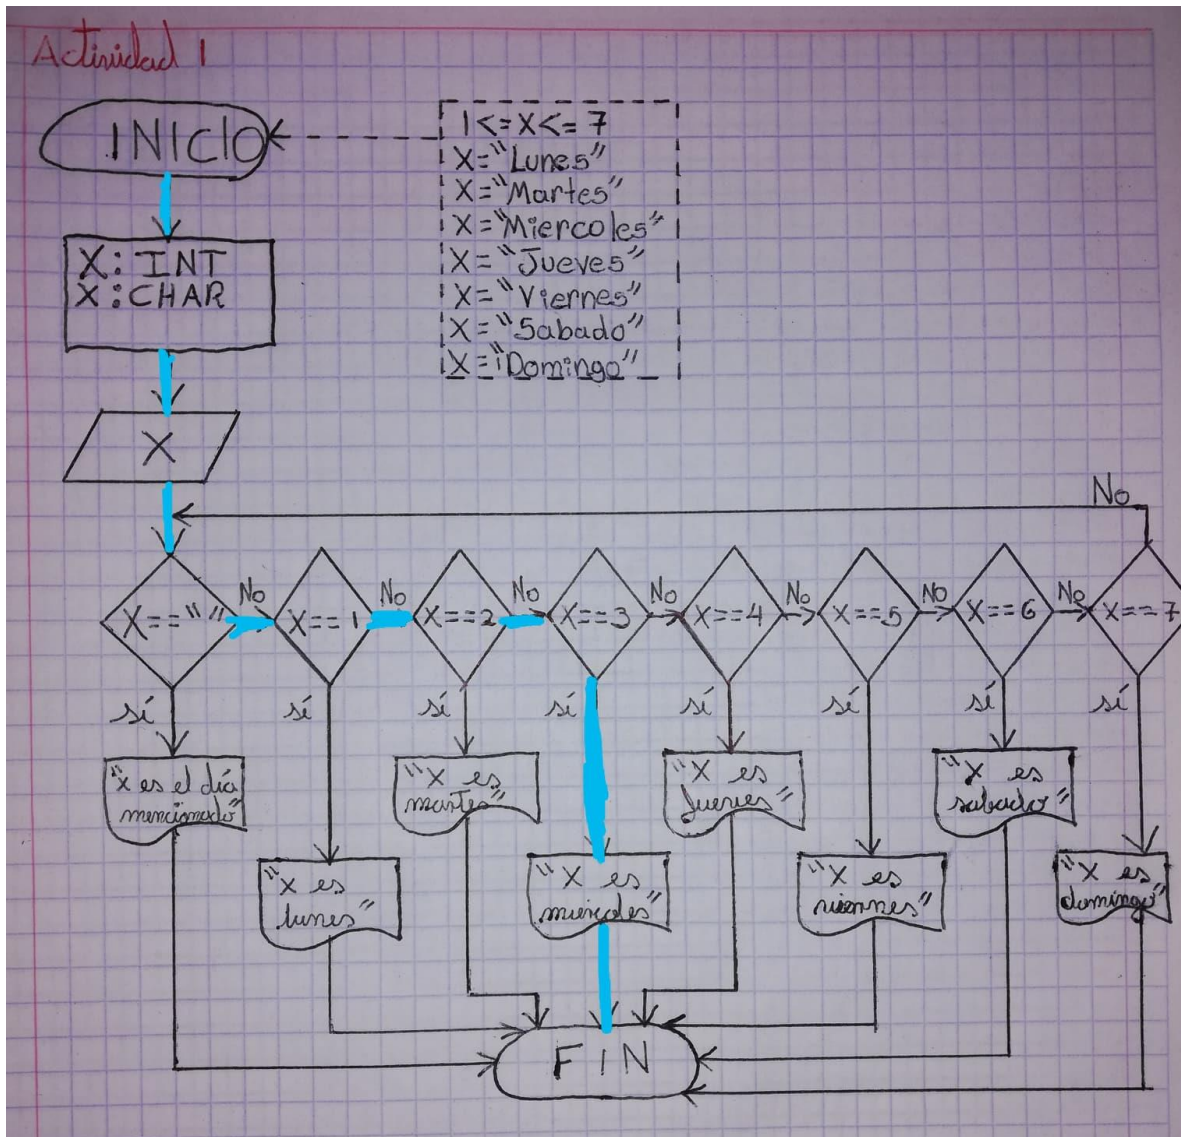 Actividad 1
INICIO
1<=X<=7
X="Lunes"
X="Martes"
X="Miercoles"
X="Jueves"
X="Viernes"
X="Sabado"
X="Domingo"
X: INT
X: CHAR
X
No
X==" "
No
X==1
No
X==2
No
X==3
No
X==4
No
X==5
No
X==6
No
X==7
sí
sí
sí
sí
sí
sí
sí
sí
"X es el día
mencionado"
"X es
lunes"
"X es
martes"
"X es
miércoles"
"X es
jueves"
"X es
viernes"
"X es
sabado"
"X es
domingo"
FIN